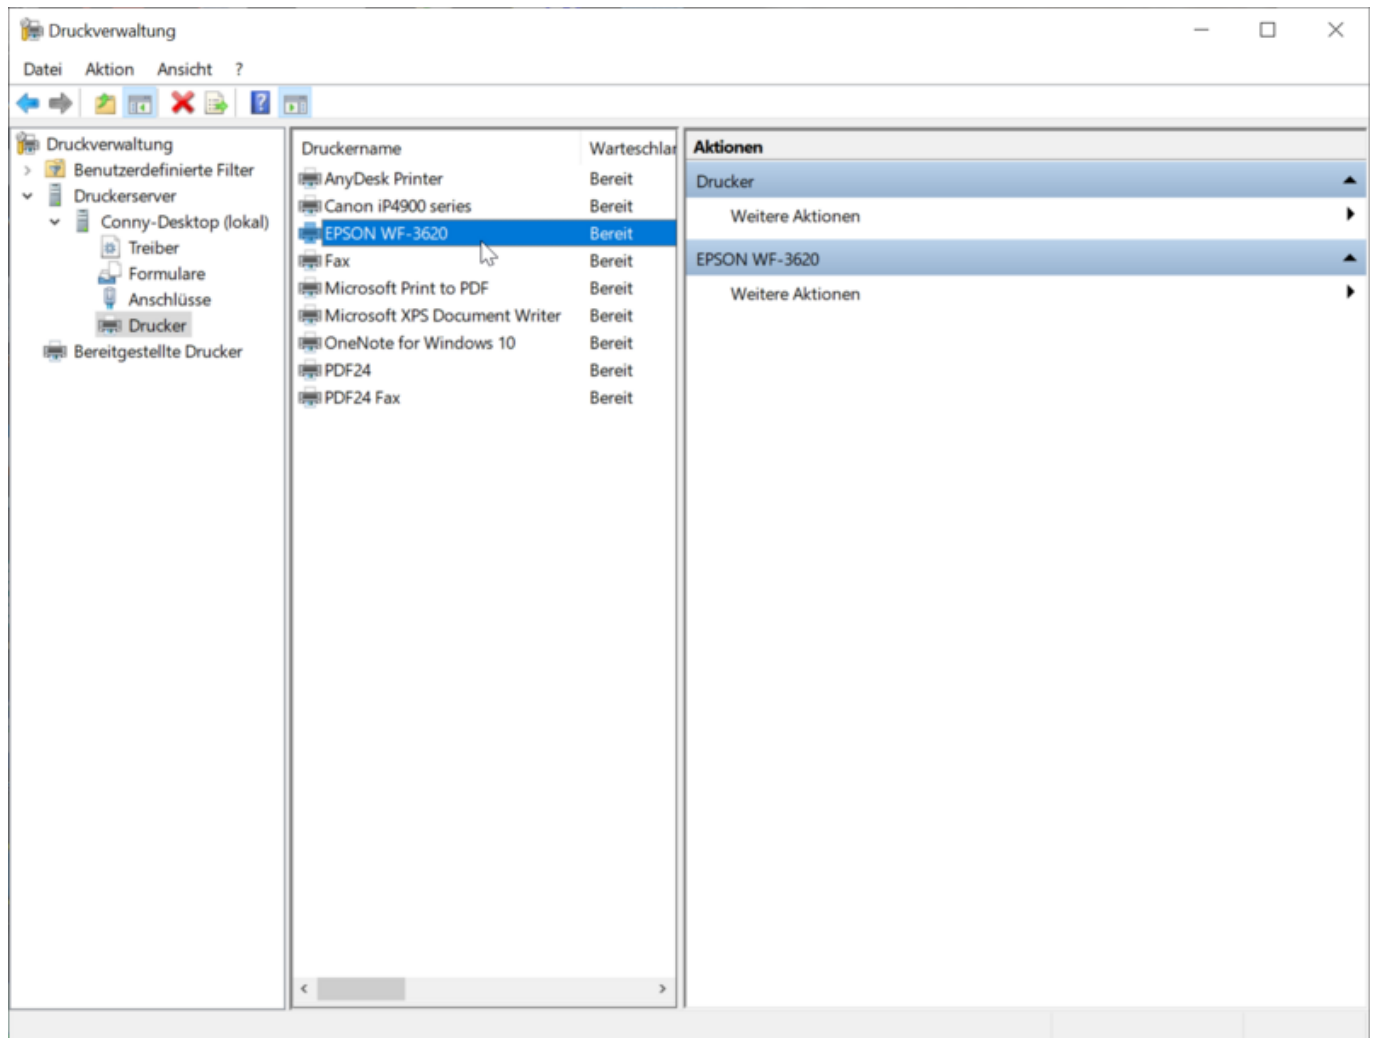 Druckverwaltung
Datei Aktion Ansicht ?
Druckverwaltung
Benutzerdefinierte Filter
Druckerserver
Conny-Desktop (lokal)
Treiber
Formulare
Anschlüsse
Drucker
Bereitgestellte Drucker
Druckername Warteschlan
AnyDesk Printer Bereit
Canon iP4900 series Bereit
EPSON WF-3620 Bereit
Fax Bereit
Microsoft Print to PDF Bereit
Microsoft XPS Document Writer Bereit
OneNote for Windows 10 Bereit
PDF24 Bereit
PDF24 Fax Bereit
Aktionen
Drucker
Weitere Aktionen
EPSON WF-3620
Weitere Aktionen